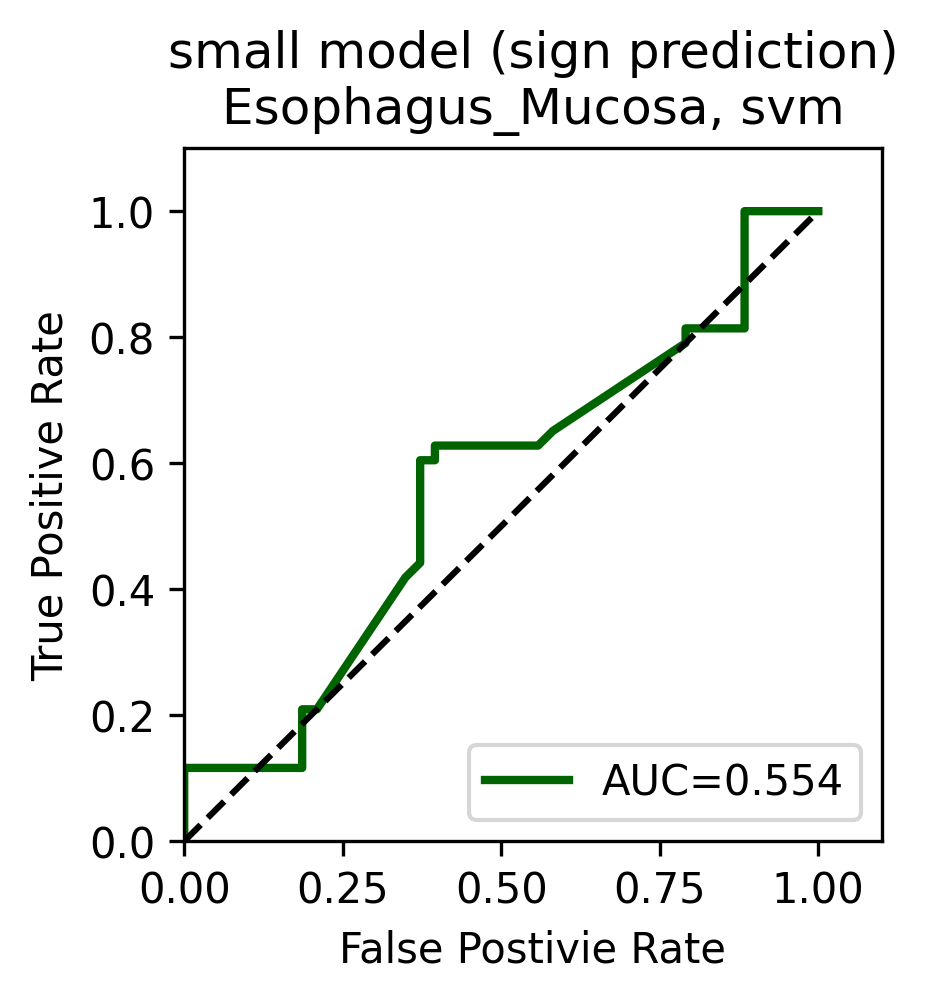 small model (sign prediction)
Esophagus_Mucosa, svm
True Positive Rate
1.0
0.8
0.6
0.4
0.2
0.0
AUC=0.554
0.00 0.25 0.50 0.75 1.00
False Postivie Rate